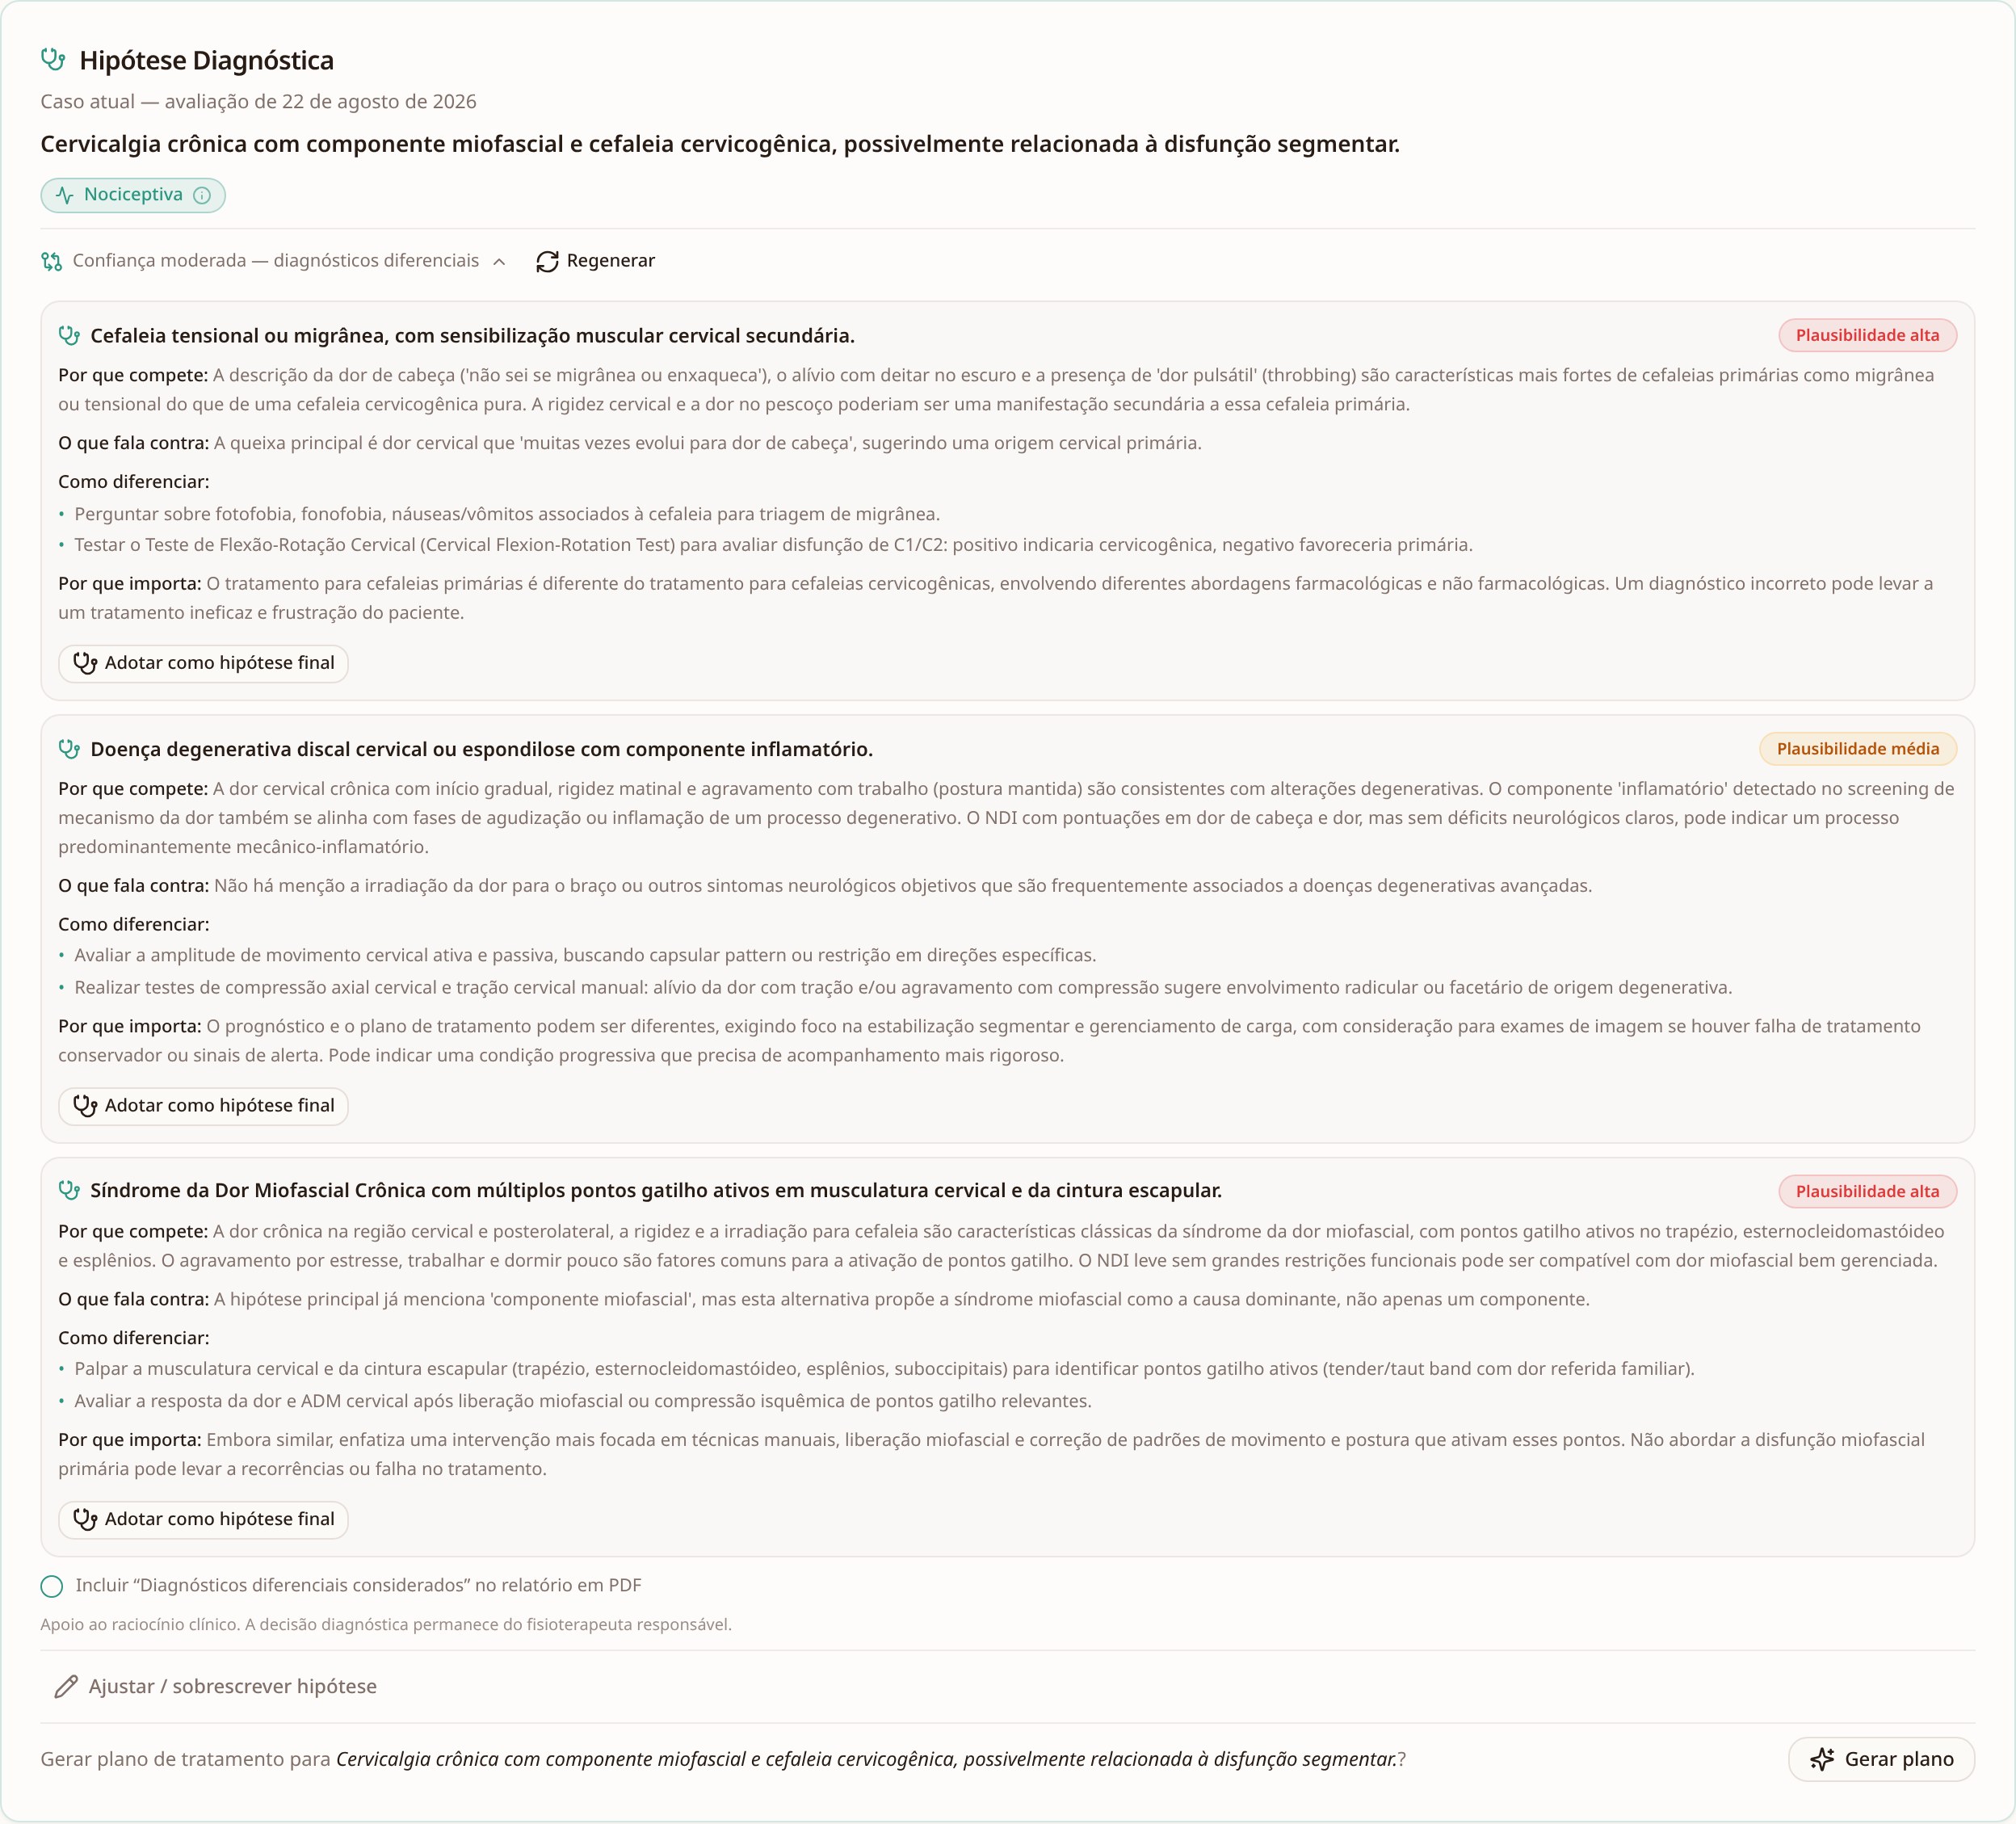 Hipótese Diagnóstica
Caso atual — avaliação de 22 de agosto de 2026
Cervicalgia crônica com componente miofascial e cefaleia cervicogênica, possivelmente relacionada à disfunção segmentar.
Nociceptiva
Confiança moderada — diagnósticos diferenciais
Regenerar
Cefaleia tensional ou migrânea, com sensibilização muscular cervical secundária.
Plausibilidade alta
Por que compete: A descrição da dor de cabeça ('não sei se migrânea ou enxaqueca'), o alívio com deitar no escuro e a presença de 'dor pulsátil' (throbbing) são características mais fortes de cefaleias primárias como migrânea
ou tensional do que de uma cefaleia cervicogênica pura. A rigidez cervical e a dor no pescoço poderiam ser uma manifestação secundária a essa cefaleia primária.
O que fala contra: A queixa principal é dor cervical que 'muitas vezes evolui para dor de cabeça', sugerindo uma origem cervical primária.
Como diferenciar:
• Perguntar sobre fotofobia, fonofobia, náuseas/vômitos associados à cefaleia para triagem de migrânea.
• Testar o Teste de Flexão-Rotação Cervical (Cervical Flexion-Rotation Test) para avaliar disfunção de C1/C2: positivo indicaria cervicogênica, negativo favoreceria primária.
Por que importa: O tratamento para cefaleias primárias é diferente do tratamento para cefaleias cervicogênicas, envolvendo diferentes abordagens farmacológicas e não farmacológicas. Um diagnóstico incorreto pode levar a
um tratamento ineficaz e frustração do paciente.
Adotar como hipótese final
Doença degenerativa discal cervical ou espondilose com componente inflamatório.
Plausibilidade média
Por que compete: A dor cervical crônica com início gradual, rigidez matinal e agravamento com trabalho (postura mantida) são consistentes com alterações degenerativas. O componente 'inflamatório' detectado no screening de
mecanismo da dor também se alinha com fases de agudização ou inflamação de um processo degenerativo. O NDI com pontuações em dor de cabeça e dor, mas sem déficits neurológicos claros, pode indicar um processo
predominantemente mecânico-inflamatório.
O que fala contra: Não há menção a irradiação da dor para o braço ou outros sintomas neurológicos objetivos que são frequentemente associados a doenças degenerativas avançadas.
Como diferenciar:
• Avaliar a amplitude de movimento cervical ativa e passiva, buscando capsular pattern ou restrição em direções específicas.
• Realizar testes de compressão axial cervical e tração cervical manual: alívio da dor com tração e/ou agravamento com compressão sugere envolvimento radicular ou facetário de origem degenerativa.
Por que importa: O prognóstico e o plano de tratamento podem ser diferentes, exigindo foco na estabilização segmentar e gerenciamento de carga, com consideração para exames de imagem se houver falha de tratamento
conservador ou sinais de alerta. Pode indicar uma condição progressiva que precisa de acompanhamento mais rigoroso.
Adotar como hipótese final
Síndrome da Dor Miofascial Crônica com múltiplos pontos gatilho ativos em musculatura cervical e da cintura escapular.
Plausibilidade alta
Por que compete: A dor crônica na região cervical e posterolateral, a rigidez e a irradiação para cefaleia são características clássicas da síndrome da dor miofascial, com pontos gatilho ativos no trapézio, esternocleidomastóideo
e esplênios. O agravamento por estresse, trabalhar e dormir pouco são fatores comuns para a ativação de pontos gatilho. O NDI leve sem grandes restrições funcionais pode ser compatível com dor miofascial bem gerenciada.
O que fala contra: A hipótese principal já menciona 'componente miofascial', mas esta alternativa propõe a síndrome miofascial como a causa dominante, não apenas um componente.
Como diferenciar:
• Palpar a musculatura cervical e da cintura escapular (trapézio, esternocleidomastóideo, esplênios, suboccipitais) para identificar pontos gatilho ativos (tender/taut band com dor referida familiar).
• Avaliar a resposta da dor e ADM cervical após liberação miofascial ou compressão isquêmica de pontos gatilho relevantes.
Por que importa: Embora similar, enfatiza uma intervenção mais focada em técnicas manuais, liberação miofascial e correção de padrões de movimento e postura que ativam esses pontos. Não abordar a disfunção miofascial
primária pode levar a recorrências ou falha no tratamento.
Adotar como hipótese final
Incluir “Diagnósticos diferenciais considerados” no relatório em PDF
Apoio ao raciocínio clínico. A decisão diagnóstica permanece do fisioterapeuta responsável.
Ajustar / sobrescrever hipótese
Gerar plano de tratamento para Cervicalgia crônica com componente miofascial e cefaleia cervicogênica, possivelmente relacionada à disfunção segmentar.?
Gerar plano